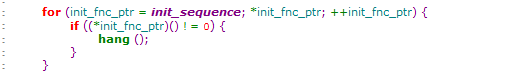 for (init_fnc_ptr = init_sequence; *init_fnc_ptr; ++init_fnc_ptr) {
if ((*init_fnc_ptr)() != 0) {
hang ();
}
}